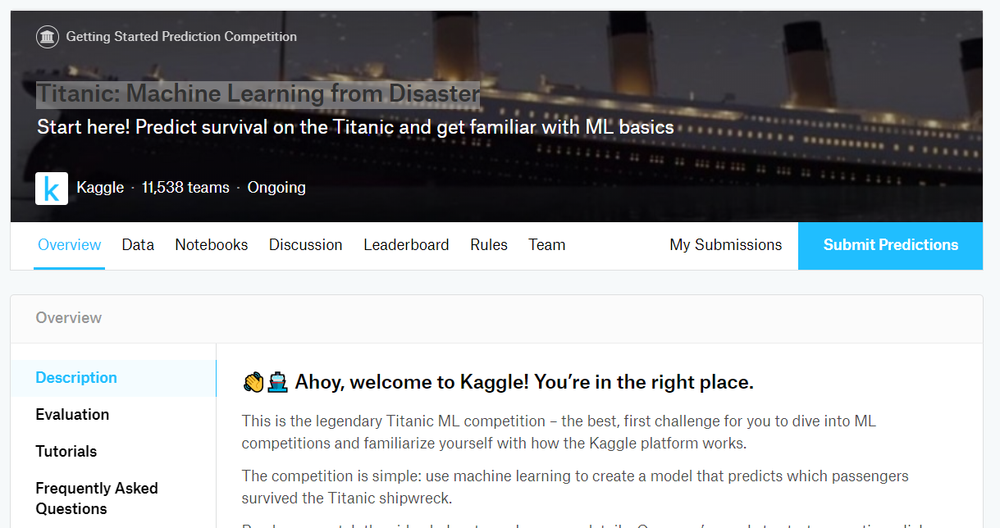 Getting Started Prediction Competition
Titanic: Machine Learning from Disaster
Start here! Predict survival on the Titanic and get familiar with ML basics
k Kaggle · 11,538 teams · Ongoing
Overview Data Notebooks Discussion Leaderboard Rules Team My Submissions Submit Predictions
Overview
Description
Evaluation
Tutorials
Frequently Asked
Questions
👋🚢 Ahoy, welcome to Kaggle! You’re in the right place.
This is the legendary Titanic ML competition – the best, first challenge for you to dive into ML
competitions and familiarize yourself with how the Kaggle platform works.
The competition is simple: use machine learning to create a model that predicts which passengers
survived the Titanic shipwreck.